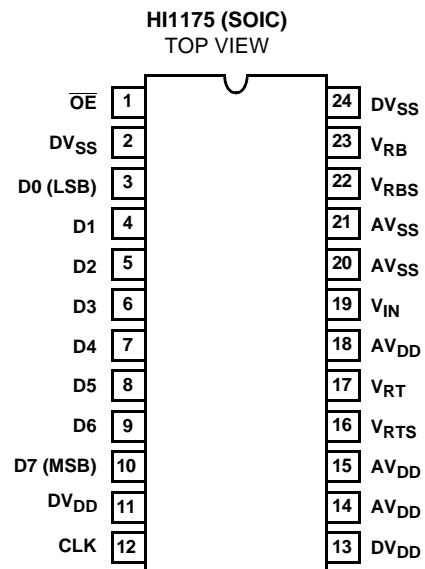 HI1175 (SOIC)
TOP VIEW
OE 1 24 DVSS
DVSS 2 23 VRB
D0 (LSB) 3 22 VRBS
D1 4 21 AVSS
D2 5 20 AVSS
D3 6 19 VIN
D4 7 18 AVDD
D5 8 17 VRT
D6 9 16 VRTS
D7 (MSB) 10 15 AVDD
DVDD 11 14 AVDD
CLK 12 13 DVDD